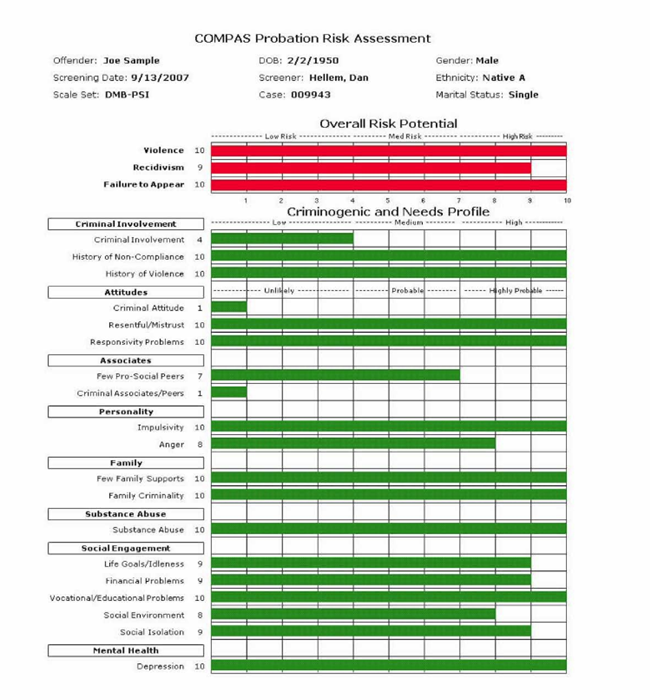 COMPAS Probation Risk Assessment
Offender: Joe Sample DOB: 2/2/1950 Gender: Male
Screening Date: 9/13/2007 Screener: Hellem, Dan Ethnicity: Native A
Scale Set: DMB-PSI Case: 009943 Marital Status: Single
Overall Risk Potential
Low Risk Med Risk High Risk
Violence 10
Recidivism 9
Failure to Appear 10
1 2 3 4 5 6 7 8 9 10
Criminogenic and Needs Profile
Criminal Involvement Low Medium High
Criminal Involvement 4
History of Non-Compliance 10
History of Violence 10
Attitudes Unlikely Probable Highly Probable
Criminal Attitude 1
Resentful/Mistrust 10
Responsivity Problems 10
Associates
Few Pro-Social Peers 7
Criminal Associates/Peers 1
Personality
Impulsivity 10
Anger 8
Family
Few Family Supports 10
Family Criminality 10
Substance Abuse
Substance Abuse 10
Social Engagement
Life Goals/Idleness 9
Financial Problems 9
Vocational/Educational Problems 10
Social Environment 8
Social Isolation 9
Mental Health
Depression 10